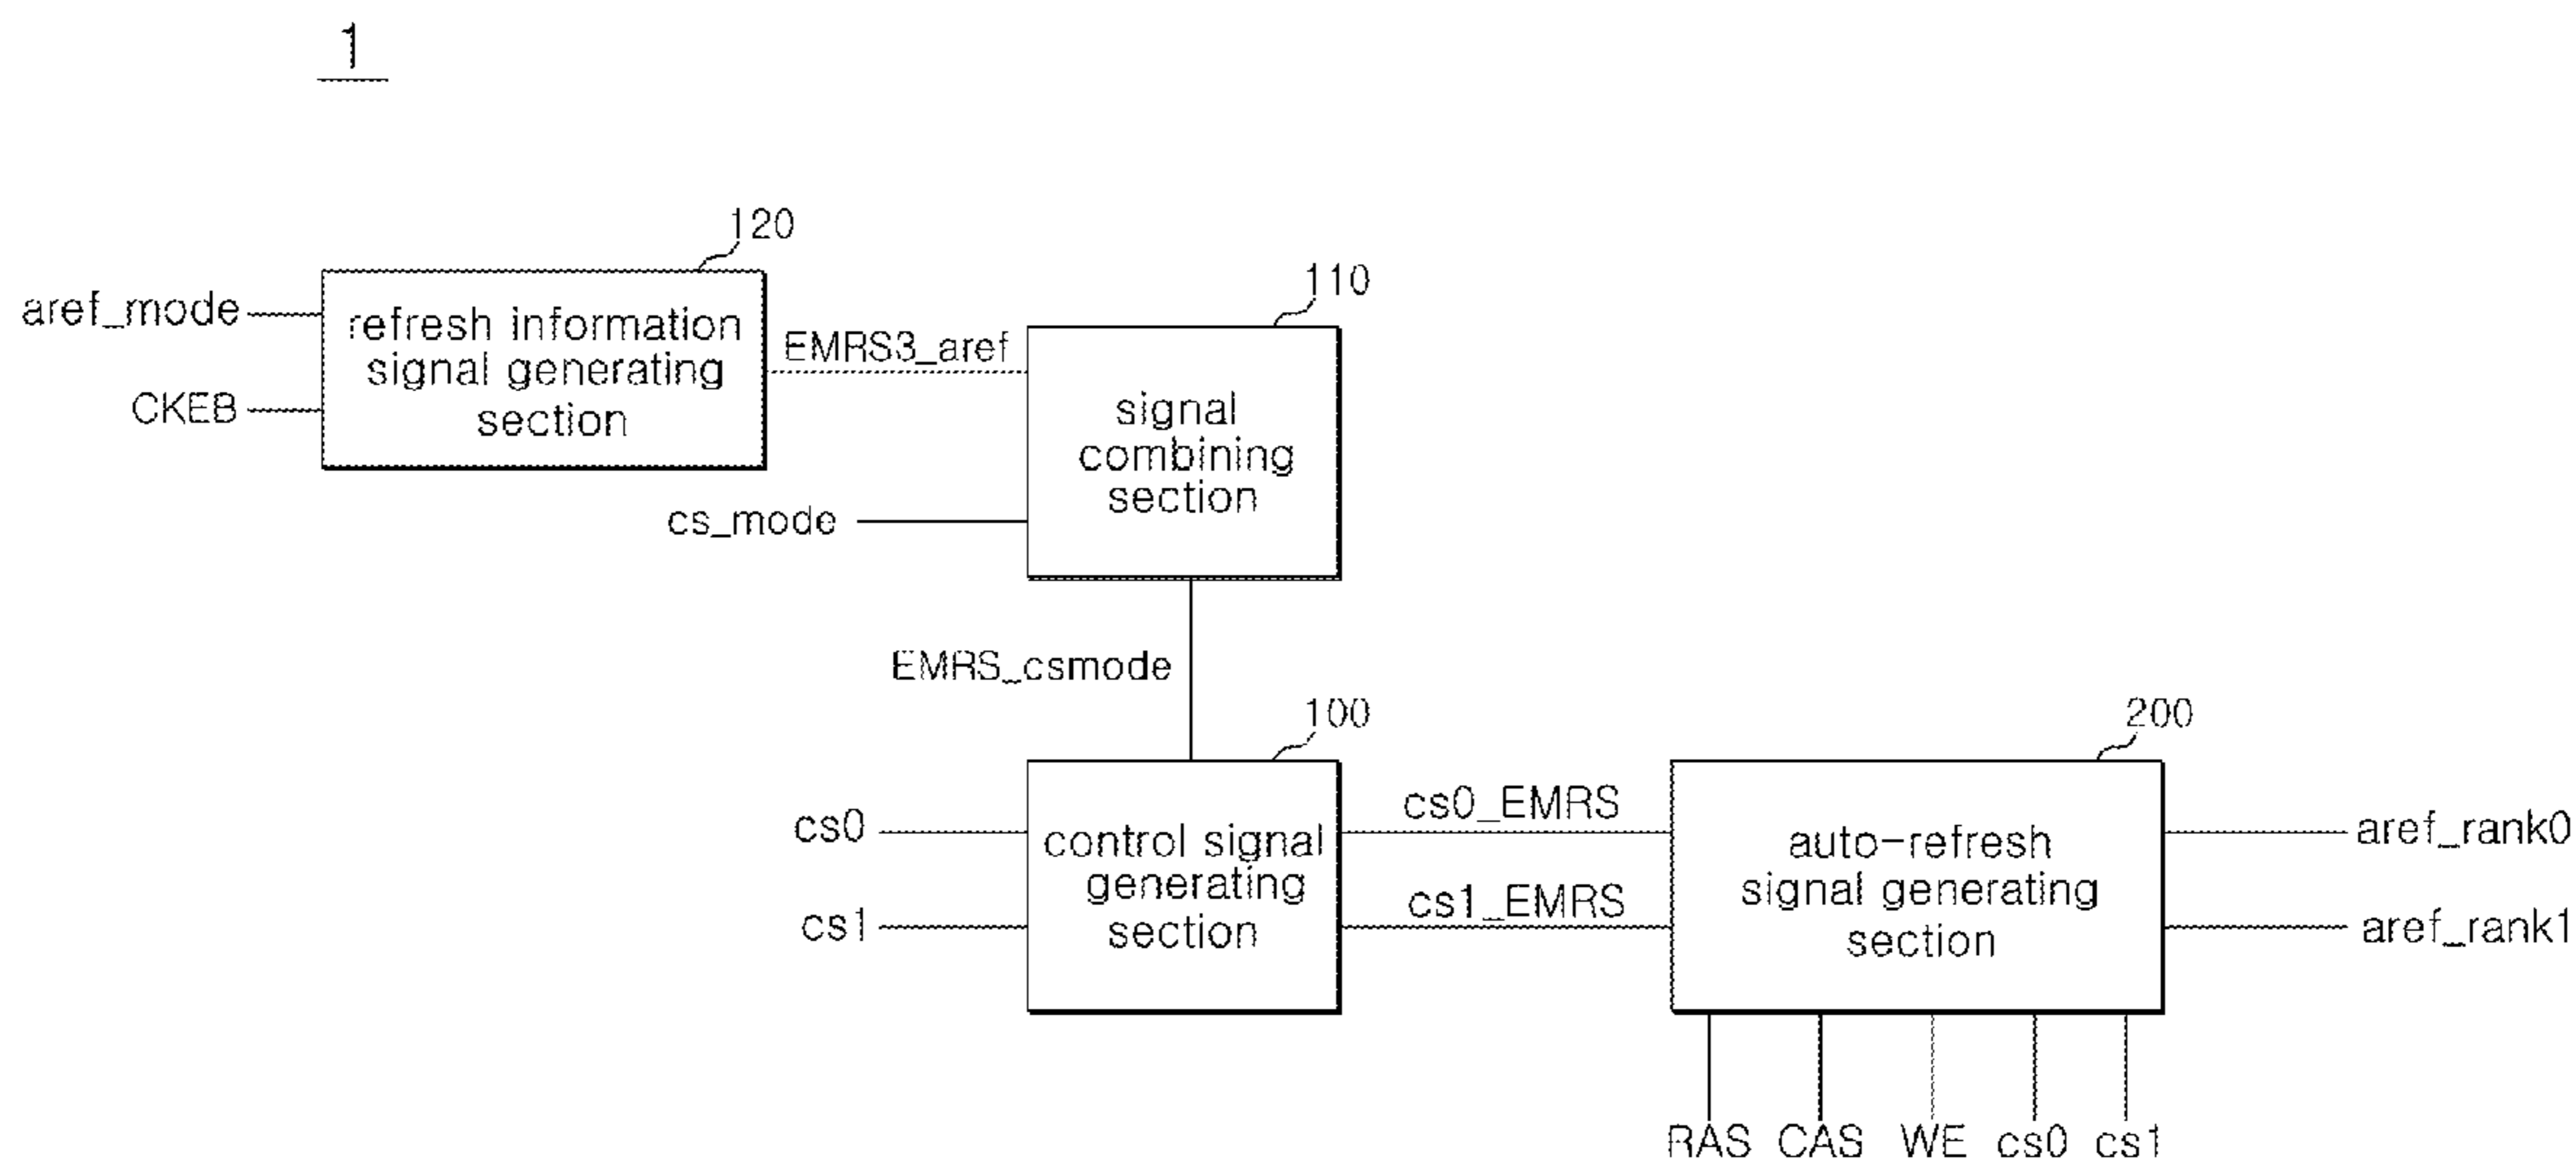 1
120
aref_mode
CKEB
refresh information
signal generating
section
EMRS3_aref
110
signal
combining
section
cs_mode
EMRS_csmode
100
cs0
cs1
control signal
generating
section
cs0_EMRS
cs1_EMRS
200
auto-refresh
signal generating
section
aref_rank0
aref_rank1
RAS CAS WE cs0 cs1